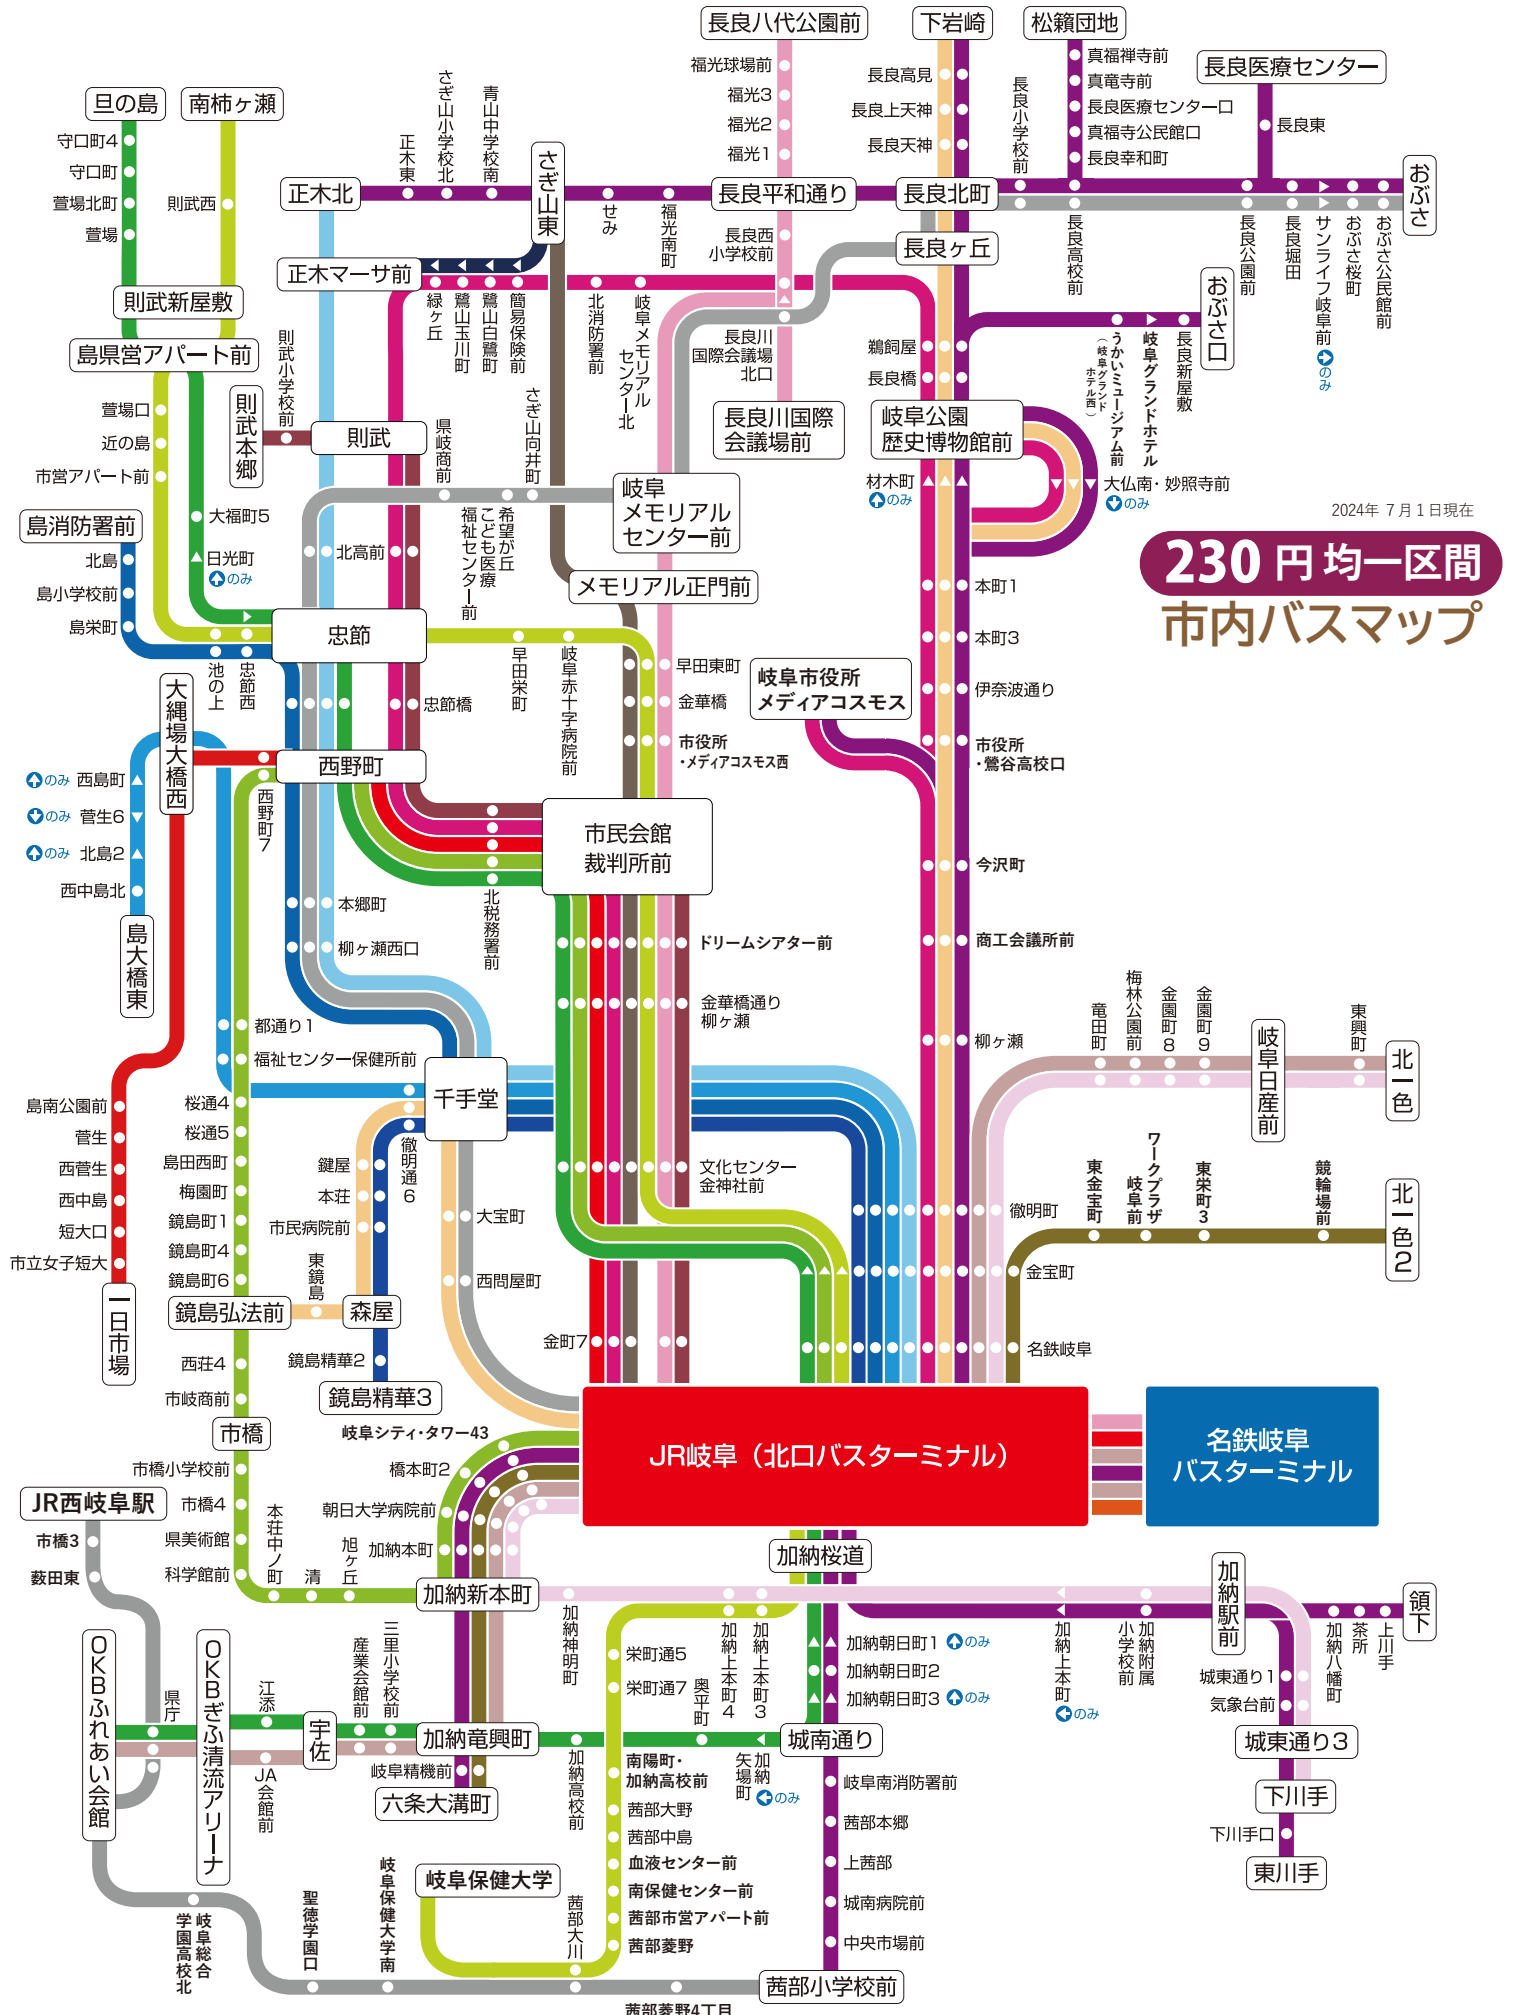 長良八代公園前
下岩崎
松籟団地
長良医療センター
福光球場前
福光3
福光2
福光1
長良高見
長良上天神
長良天神
長良小学校前
真福禅寺前
真竜寺前
長良医療センター口
真福寺公民館口
長良幸和町
長良東
旦の島
南柿ヶ瀬
守口町4
守口町
萱場北町
萱場
則武西
正木北
正木東
さぎ山小学校北
青山中学校南
さぎ山東
せみ
福光南町
長良平和通り
長良北町
おぶさ
長良西
小学校前
長良ヶ丘
長良高校前
長良公園前
長良堀田
サンライフ岐阜前
のみ
おぶさ桜町
おぶさ公民館前
正木マーサ前
則武新屋敷
島県営アパート前
緑ヶ丘
鷺山玉川町
鷺山白鷺町
簡易保険前
北消防署前
岐阜メモリアル
センター北
長良川
国際会議場
北口
長良川国際
会議場前
鵜飼屋
長良橋
おぶさ口
うかいミュージアム前
（岐阜グランド
ホテル西）
岐阜グランドホテル
長良新屋敷
岐阜公園
歴史博物館前
材木町
のみ
大仏南・妙照寺前
のみ
則武小学校前
則武本郷
則武
萱場口
近の島
市営アパート前
大福町5
日光町
のみ
県岐商前
さぎ山向井町
岐阜
メモリアル
センター前
北高前
希望が丘
こども医療
福祉センター前
メモリアル正門前
2024年 7月1日現在
230円 均一区間
市内バスマップ
島消防署前
北島
島小学校前
島栄町
池の上
忠節西
忠節
早田栄町
岐阜赤十字病院前
早田東町
金華橋
市役所
・メディアコスモス西
岐阜市役所
メディアコスモス
本町1
本町3
伊奈波通り
市役所
・鶯谷高校口
今沢町
商工会議所前
柳ヶ瀬
忠節橋
大縄場大橋西
西野町
西野町7
のみ 西島町
のみ 菅生6
のみ 北島2
西中島北
島大橋東
市民会館
裁判所前
北税務署前
本郷町
柳ヶ瀬西口
ドリームシアター前
金華橋通り
柳ヶ瀬
都通り1
福祉センター保健所前
竜田町
梅林公園前
金園町8
金園町9
岐阜日産前
東興町
北一色
千手堂
徹明通6
島南公園前
菅生
西菅生
西中島
短大口
市立女子短大
一日市場
桜通4
桜通5
島田西町
梅園町
鏡島町1
鏡島町4
鏡島町6
鏡島弘法前
東鏡島
森屋
鍵屋
本荘
市民病院前
大宝町
西問屋町
文化センター
金神社前
徹明町
金宝町
名鉄岐阜
東金宝町
ワークプラザ
岐阜前
東栄町3
競輪場前
北一色2
金町7
西荘4
市岐商前
市橋
鏡島精華2
鏡島精華3
岐阜シティ・タワー43
橋本町2
朝日大学病院前
加納本町
JR岐阜（北口バスターミナル）
名鉄岐阜
バスターミナル
JR西岐阜駅
市橋3
薮田東
市橋小学校前
市橋4
県美術館
科学館前
本荘中ノ町
清
旭ヶ丘
加納新本町
加納桜道
加納神明町
加納上本町4
加納上本町3
加納上本町
のみ
加納附属
小学校前
加納駅前
領下
加納八幡町
茶所
上川手
城東通り1
気象台前
城東通り3
下川手
下川手口
東川手
OKBふれあい会館
県庁
OKBぎふ清流アリーナ
江添
JA会館前
宇佐
産業会館前
三里小学校前
加納竜興町
岐阜精機前
六条大溝町
加納高校前
栄町通5
栄町通7
奥平町
加納
矢場町
のみ
加納朝日町1 のみ
加納朝日町2
加納朝日町3 のみ
城南通り
南陽町・
加納高校前
茜部大野
茜部中島
血液センター前
南保健センター前
茜部市営アパート前
茜部菱野
岐阜南消防署前
茜部本郷
上茜部
城南病院前
中央市場前
茜部小学校前
岐阜保健大学
茜部大川
岐阜総合
学園高校北
聖徳学園口
岐阜保健大学南
茜部菱野4丁目